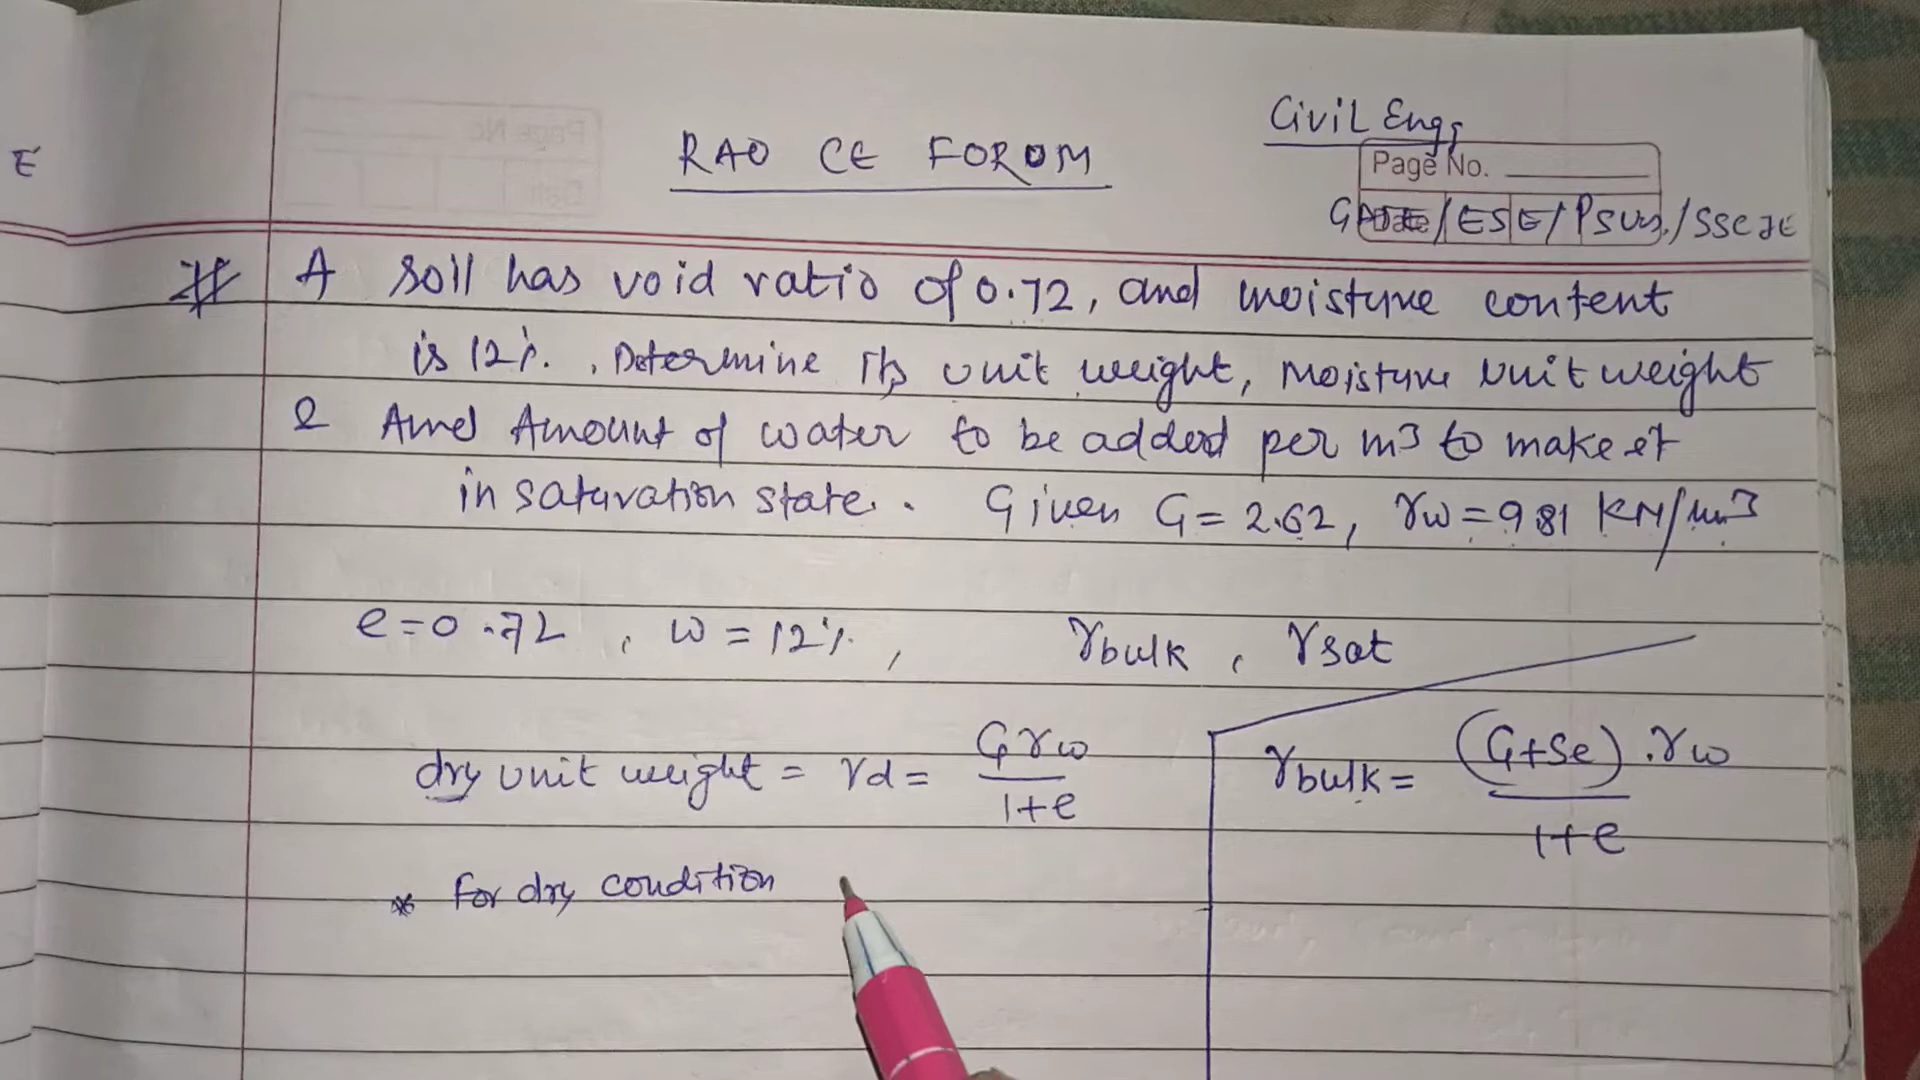 E
RAO CE FOROM
Civil Engg
Page No.
GATE/ESE/PSUs./SSC JE
# A soil has void ratio of 0.72, and moisture content
is 12%. , Determine its unit weight, Moisture unit weight
& Amd Amount of water to be added per m3 to make it
in saturation state. Given G = 2.62, γw = 981 KN/m3
e = 0.72 , w = 12% , γbulk , γsat
dry unit weight = γd = Gγw / 1+e
γbulk = (G+Se).γw / 1+e
* for dry condition